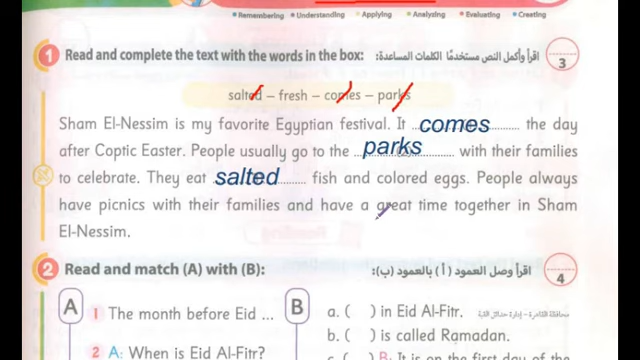 Remembering Understanding Applying Analyzing Evaluating Creating
1 Read and complete the text with the words in the box: اقرأ وأكمل النص مستخدمًا الكلمات المساعدة:
3
salted – fresh – comes – parks
Sham El-Nessim is my favorite Egyptian festival. It comes the day
after Coptic Easter. People usually go to the parks with their families
to celebrate. They eat salted fish and colored eggs. People always
have picnics with their families and have a great time together in Sham
El-Nessim.
2 Read and match (A) with (B): اقرأ وصل العمود (أ) بالعمود (ب):
4
A
B
1 The month before Eid ...
a. ( ) in Eid Al-Fitr.
b. ( ) is called Ramadan.
2 A: When is Eid Al-Fitr?
B: It is on the first day of the